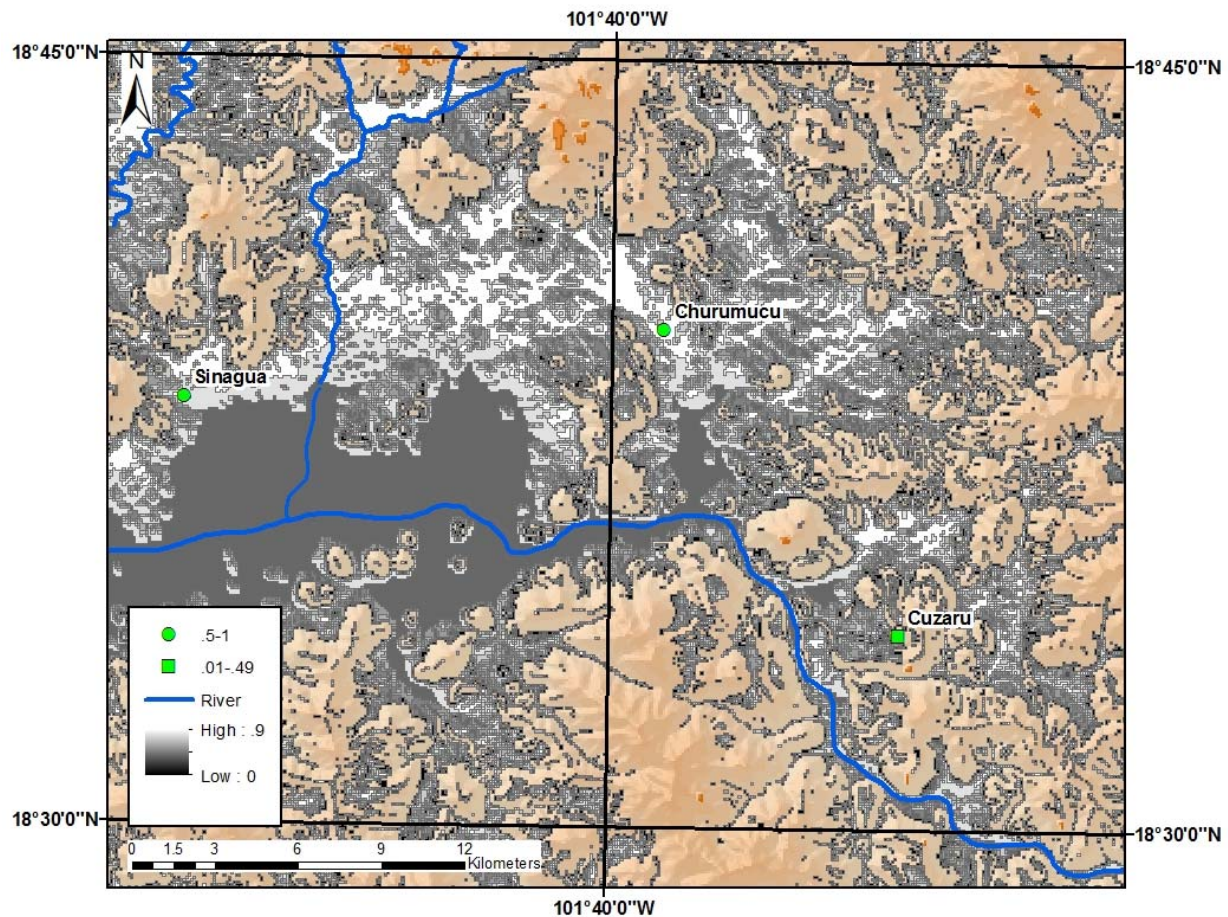 101°40'0"W
18°45'0"N
18°45'0"N
N
Churumucu
Sinagua
Cuzaru
.5-1
.01-.49
River
High : .9
Low : 0
18°30'0"N
18°30'0"N
0 1.5 3 6 9 12
Kilometers
101°40'0"W